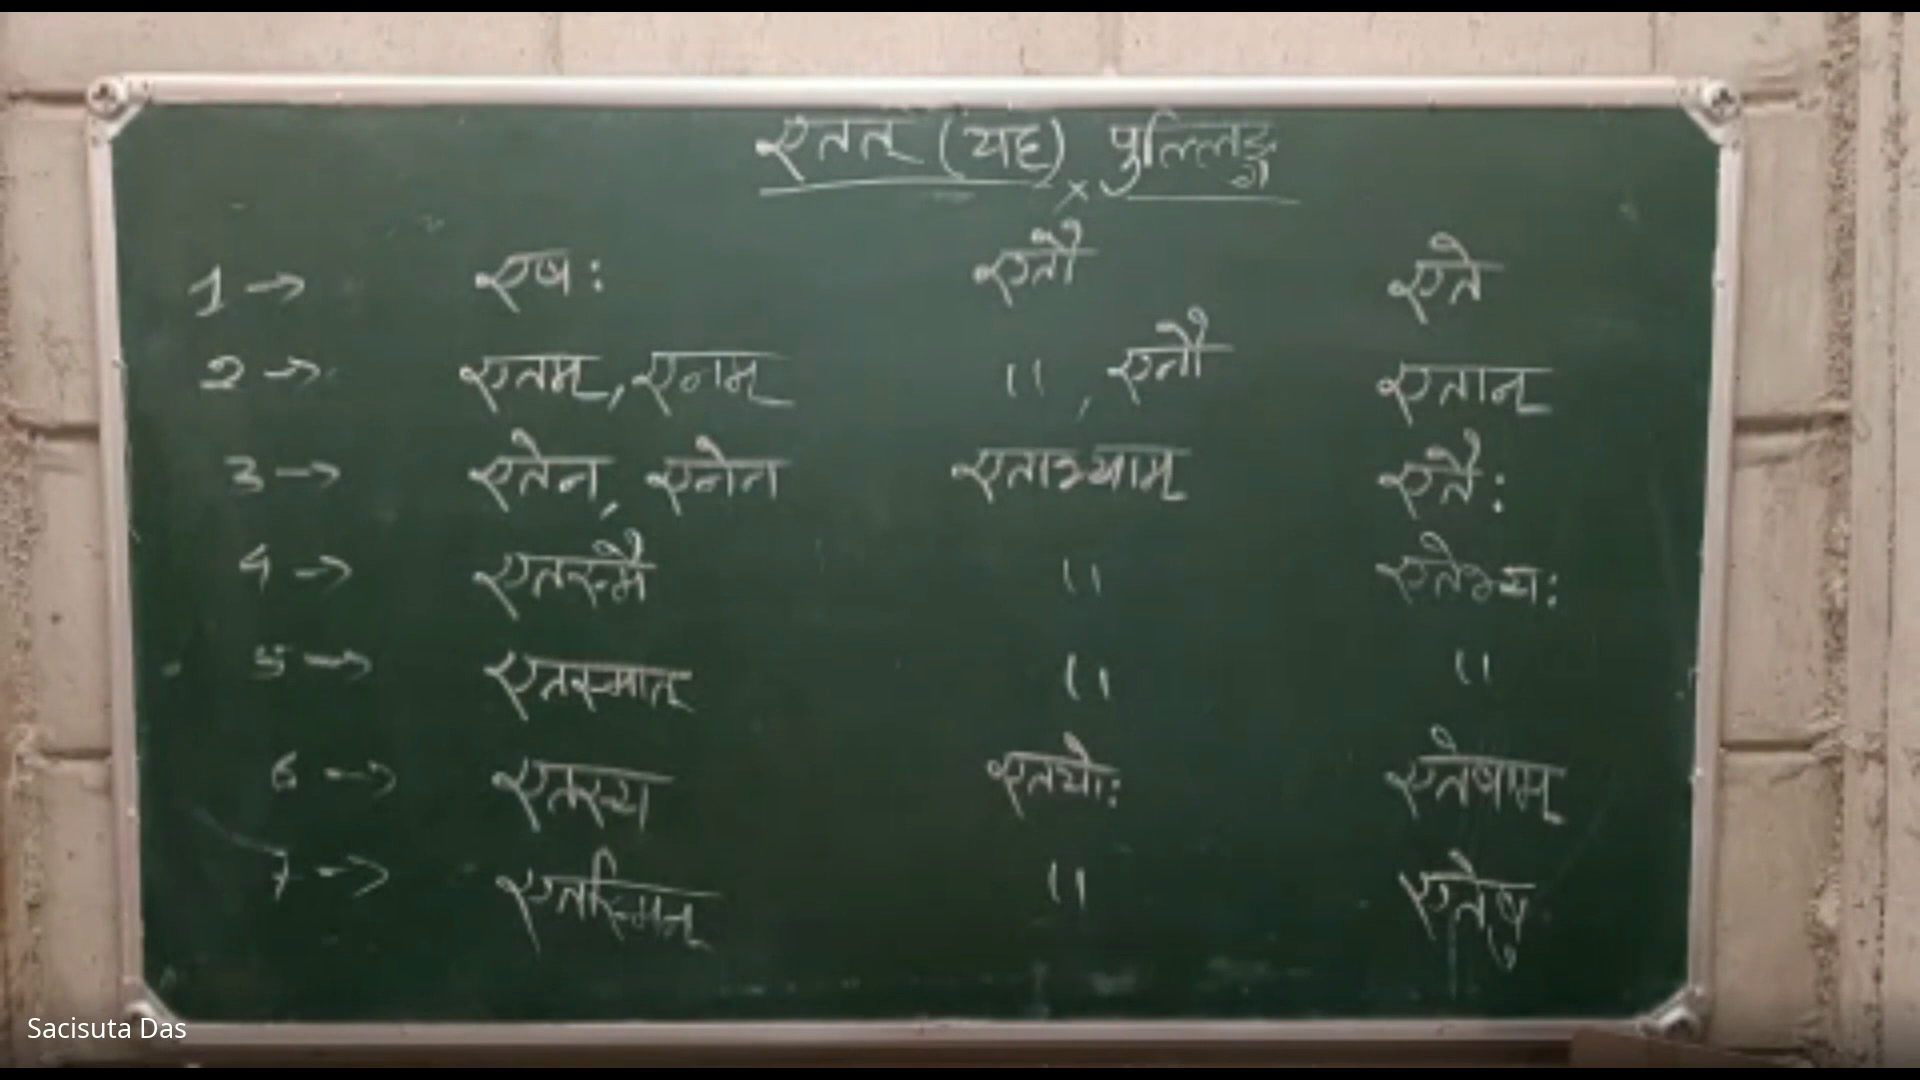 एतत् (यह) पुल्लिङ्ग
1 → एषः एतौ एते
2 → एतम्, एनम् ", एनौ एतान्
3 → एतेन, एनेन एताभ्याम् एतैः
4 → एतस्मै " एतेभ्यः
5 → एतस्मात् " "
6 → एतस्य एतयोः एतेषाम्
7 → एतस्मिन् " एतेषु
Sacisuta Das